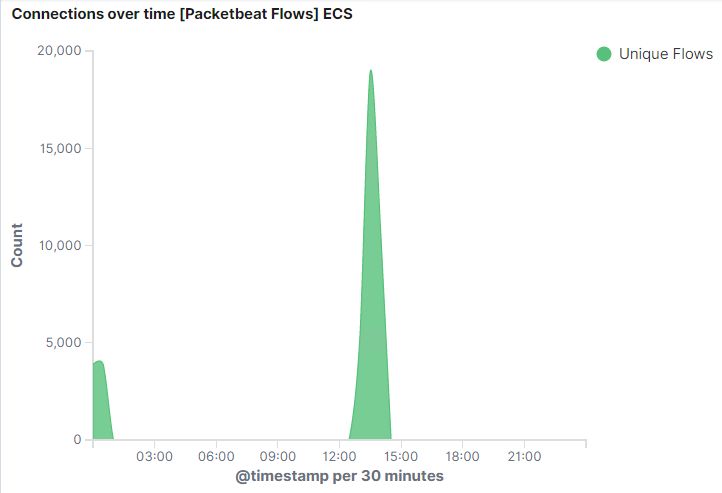 Connections over time [Packetbeat Flows] ECS
Unique Flows
20,000
15,000
10,000
5,000
0
Count
03:00 06:00 09:00 12:00 15:00 18:00 21:00
@timestamp per 30 minutes